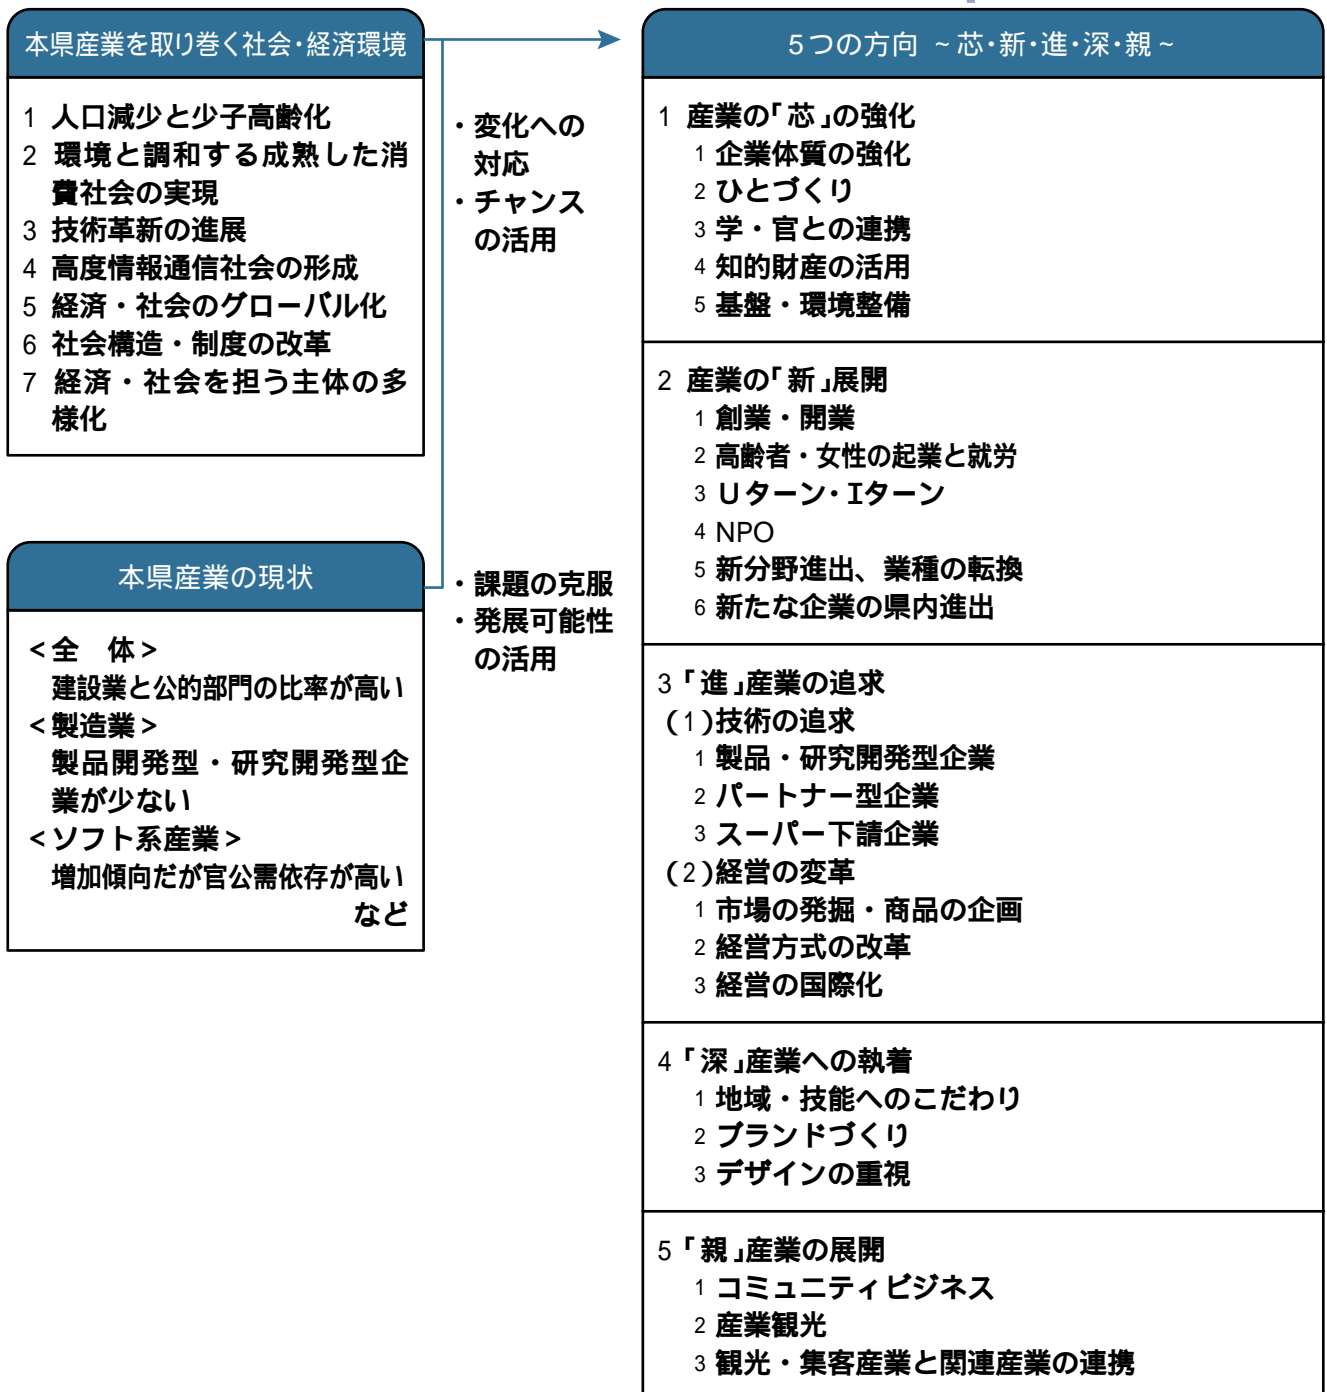 本県産業を取り巻く社会・経済環境
1 人口減少と少子高齢化
2 環境と調和する成熟した消
費社会の実現
3 技術革新の進展
4 高度情報通信社会の形成
5 経済・社会のグローバル化
6 社会構造・制度の改革
7 経済・社会を担う主体の多
様化
・変化への
対応
・チャンス
の活用
本県産業の現状
<全　体>
建設業と公的部門の比率が高い
<製造業>
製品開発型・研究開発型企
業が少ない
<ソフト系産業>
増加傾向だが官公需依存が高い
など
・課題の克服
・発展可能性
の活用
5つの方向 ~芯・新・進・深・親~
1 産業の「芯」の強化
1 企業体質の強化
2 ひとづくり
3 学・官との連携
4 知的財産の活用
5 基盤・環境整備
2 産業の「新」展開
1 創業・開業
2 高齢者・女性の起業と就労
3 Uターン・Iターン
4 NPO
5 新分野進出、業種の転換
6 新たな企業の県内進出
3「進」産業の追求
(1)技術の追求
1 製品・研究開発型企業
2 パートナー型企業
3 スーパー下請企業
(2)経営の変革
1 市場の発掘・商品の企画
2 経営方式の改革
3 経営の国際化
4「深」産業への執着
1 地域・技能へのこだわり
2 ブランドづくり
3 デザインの重視
5「親」産業の展開
1 コミュニティビジネス
2 産業観光
3 観光・集客産業と関連産業の連携